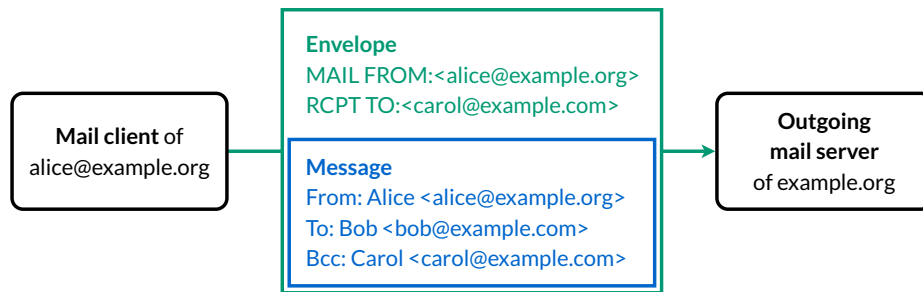 Mail client of
alice@example.org
Envelope
MAIL FROM:<alice@example.org>
RCPT TO:<carol@example.com>
Message
From: Alice <alice@example.org>
To: Bob <bob@example.com>
Bcc: Carol <carol@example.com>
Outgoing
mail server
of example.org